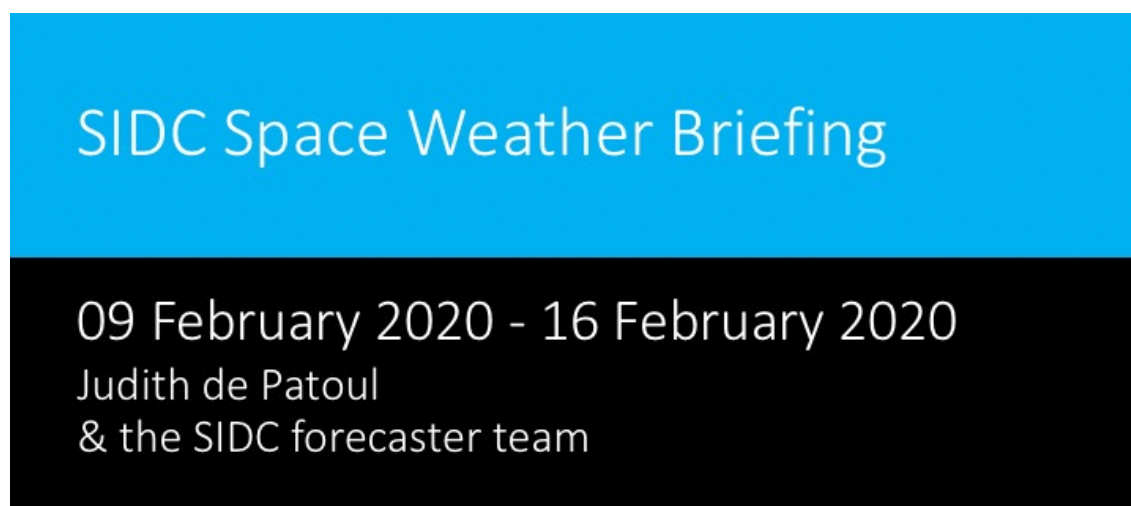 SIDC Space Weather Briefing
09 February 2020 - 16 February 2020
Judith de Patoul
& the SIDC forecaster team